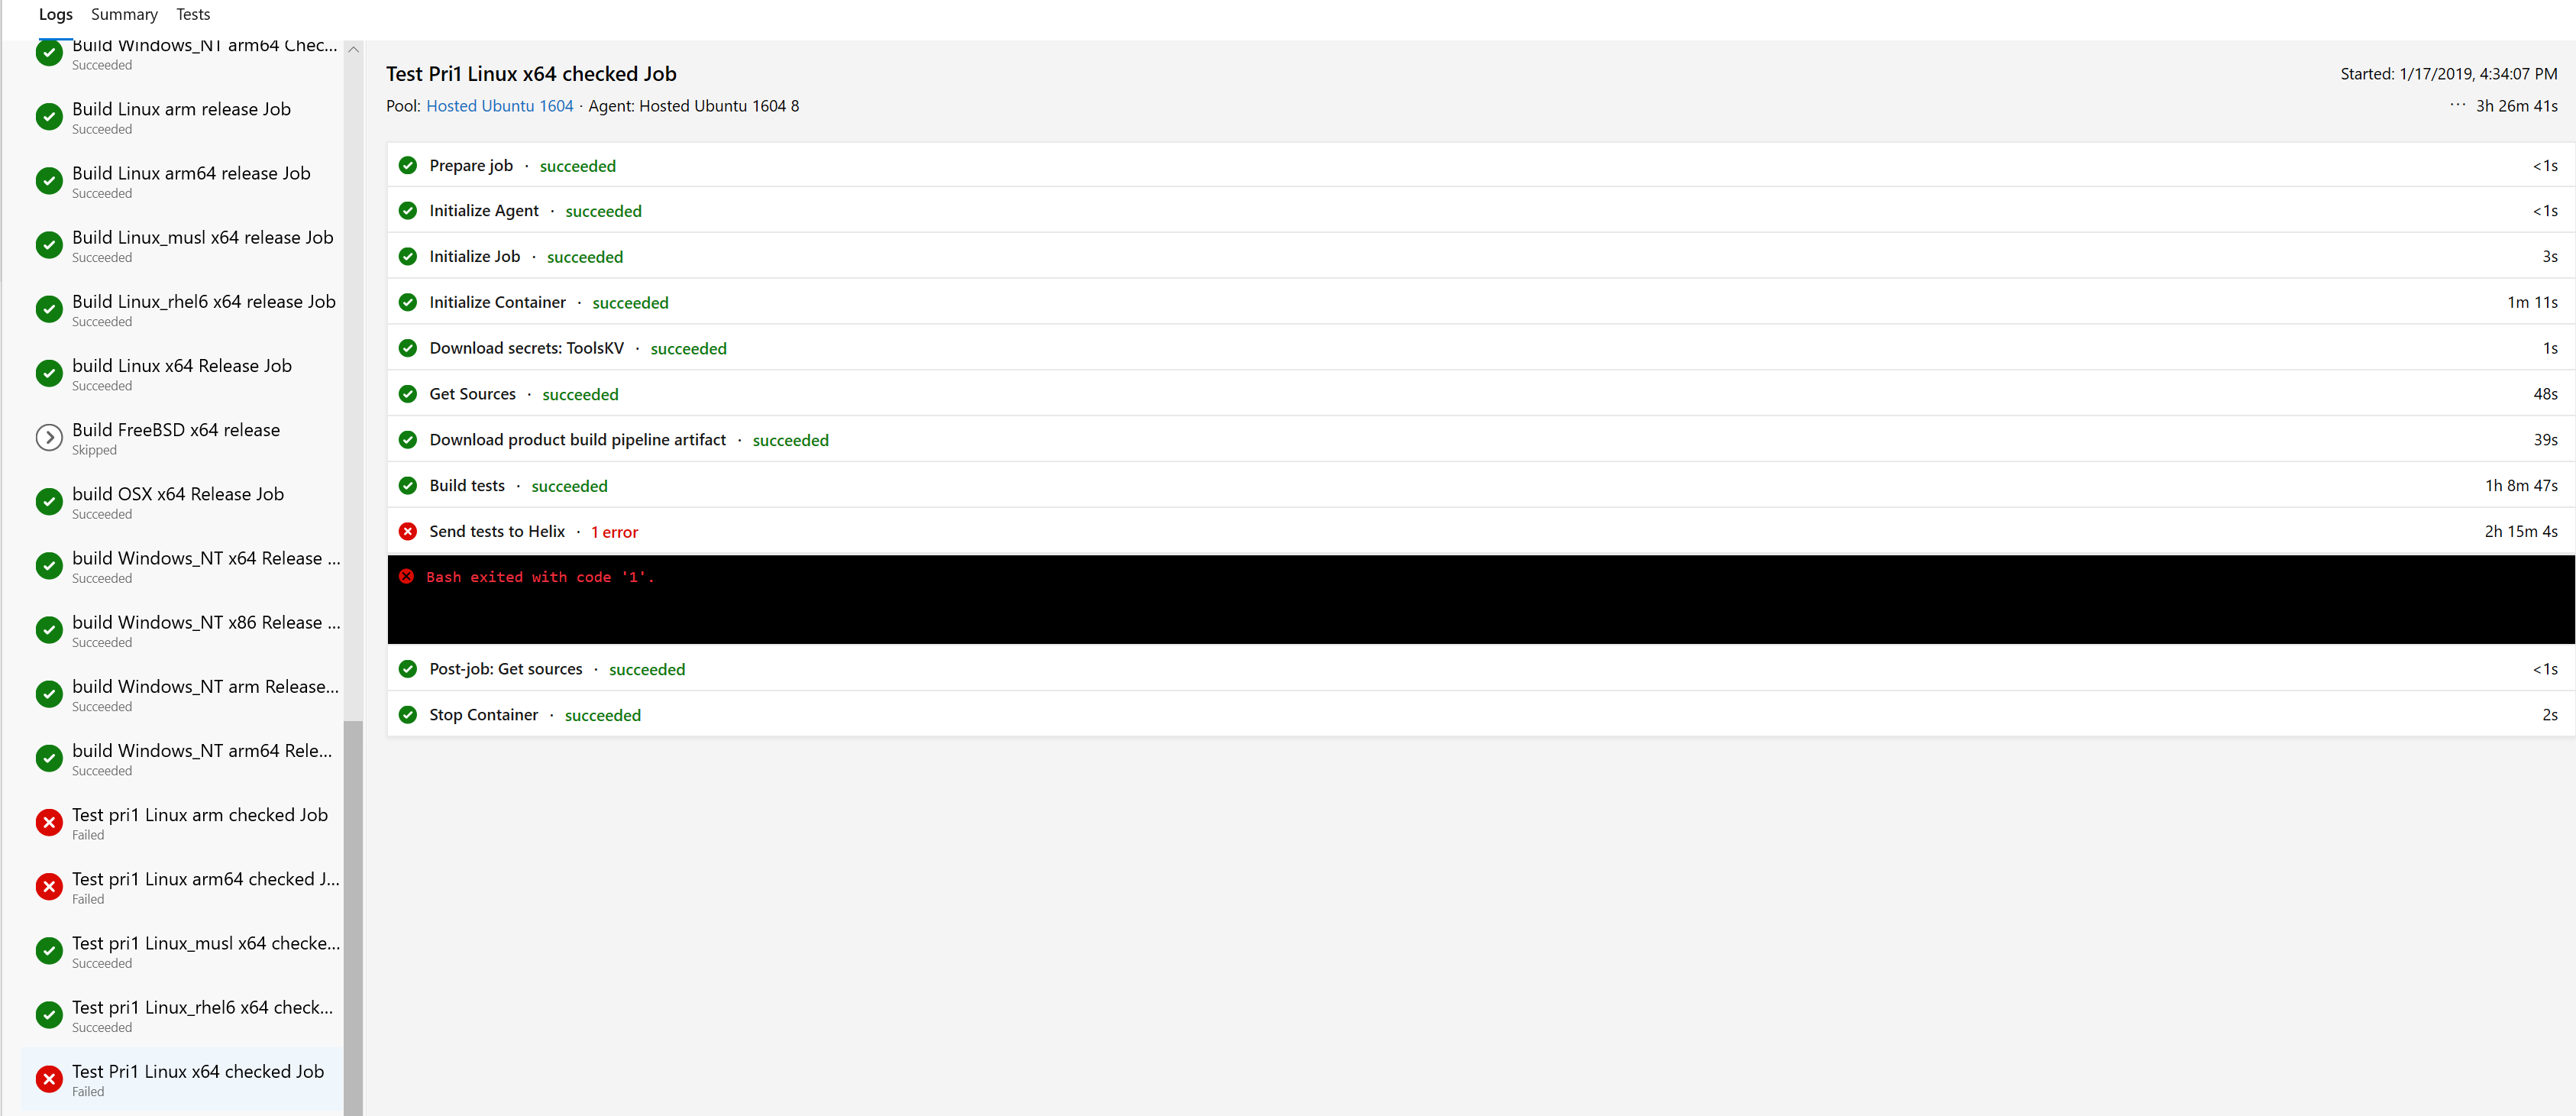 Logs Summary Tests
Build Windows_NT arm64 Chec...
Succeeded
Build Linux arm release Job
Succeeded
Build Linux arm64 release Job
Succeeded
Build Linux_musl x64 release Job
Succeeded
Build Linux_rhel6 x64 release Job
Succeeded
build Linux x64 Release Job
Succeeded
Build FreeBSD x64 release
Skipped
build OSX x64 Release Job
Succeeded
build Windows_NT x64 Release ...
Succeeded
build Windows_NT x86 Release ...
Succeeded
build Windows_NT arm Release...
Succeeded
build Windows_NT arm64 Rele...
Succeeded
Test pri1 Linux arm checked Job
Failed
Test pri1 Linux arm64 checked J...
Failed
Test pri1 Linux_musl x64 checke...
Succeeded
Test pri1 Linux_rhel6 x64 check...
Succeeded
Test Pri1 Linux x64 checked Job
Failed
Test Pri1 Linux x64 checked Job
Started: 1/17/2019, 4:34:07 PM
Pool: Hosted Ubuntu 1604 · Agent: Hosted Ubuntu 1604 8
··· 3h 26m 41s
Prepare job · succeeded <1s
Initialize Agent · succeeded <1s
Initialize Job · succeeded 3s
Initialize Container · succeeded 1m 11s
Download secrets: ToolsKV · succeeded 1s
Get Sources · succeeded 48s
Download product build pipeline artifact · succeeded 39s
Build tests · succeeded 1h 8m 47s
Send tests to Helix · 1 error 2h 15m 4s
Bash exited with code '1'.
Post-job: Get sources · succeeded <1s
Stop Container · succeeded 2s